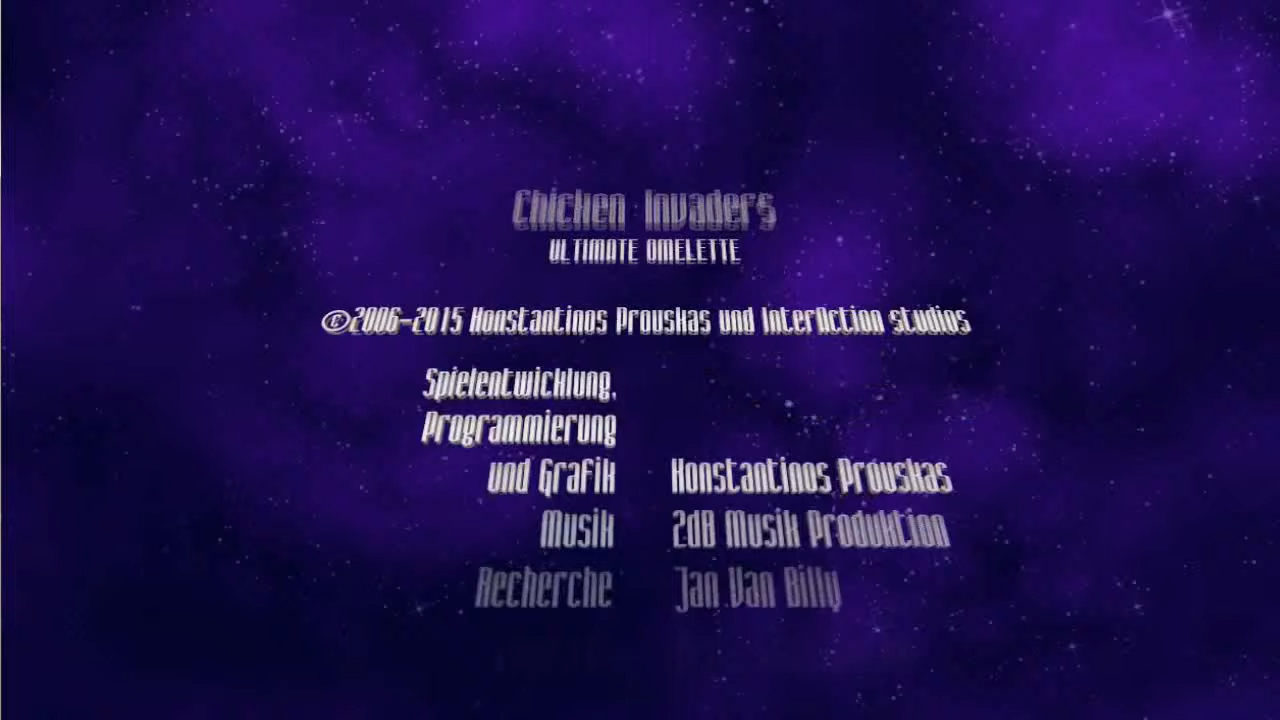 Chicken Invaders
ULTIMATE OMELETTE
©2006-2015 Konstantinos Prouskas und InterAction studios
Spielentwicklung,
Programmierung
und Grafik Konstantinos Prouskas
Musik 2dB Musik Produktion
Recherche Jan Van Billy